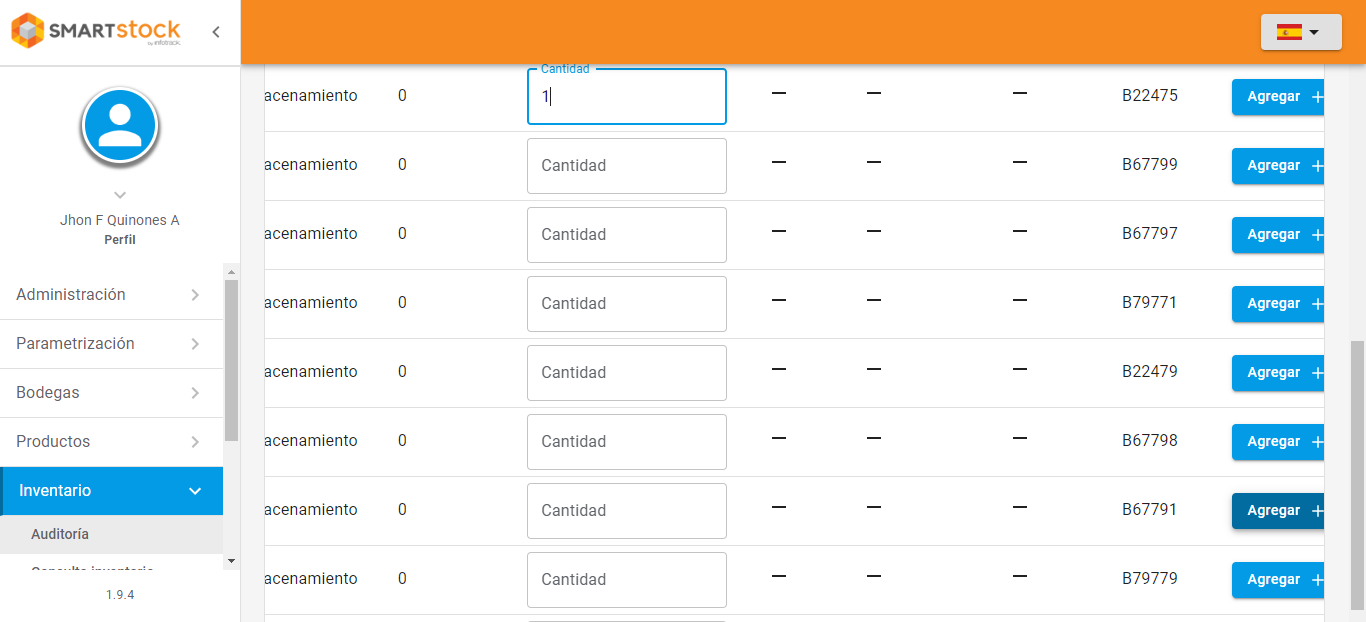 SMARTstock
by infotrack.
Jhon F Quinones A
Perfil
Administración
Parametrización
Bodegas
Productos
Inventario
Auditoría
Consulta inventario
1.9.4
Cantidad
acenamiento 0 1 — — — B22475 Agregar +
acenamiento 0 Cantidad — — — B67799 Agregar +
acenamiento 0 Cantidad — — — B67797 Agregar +
acenamiento 0 Cantidad — — — B79771 Agregar +
acenamiento 0 Cantidad — — — B22479 Agregar +
acenamiento 0 Cantidad — — — B67798 Agregar +
acenamiento 0 Cantidad — — — B67791 Agregar +
acenamiento 0 Cantidad — — — B79779 Agregar +